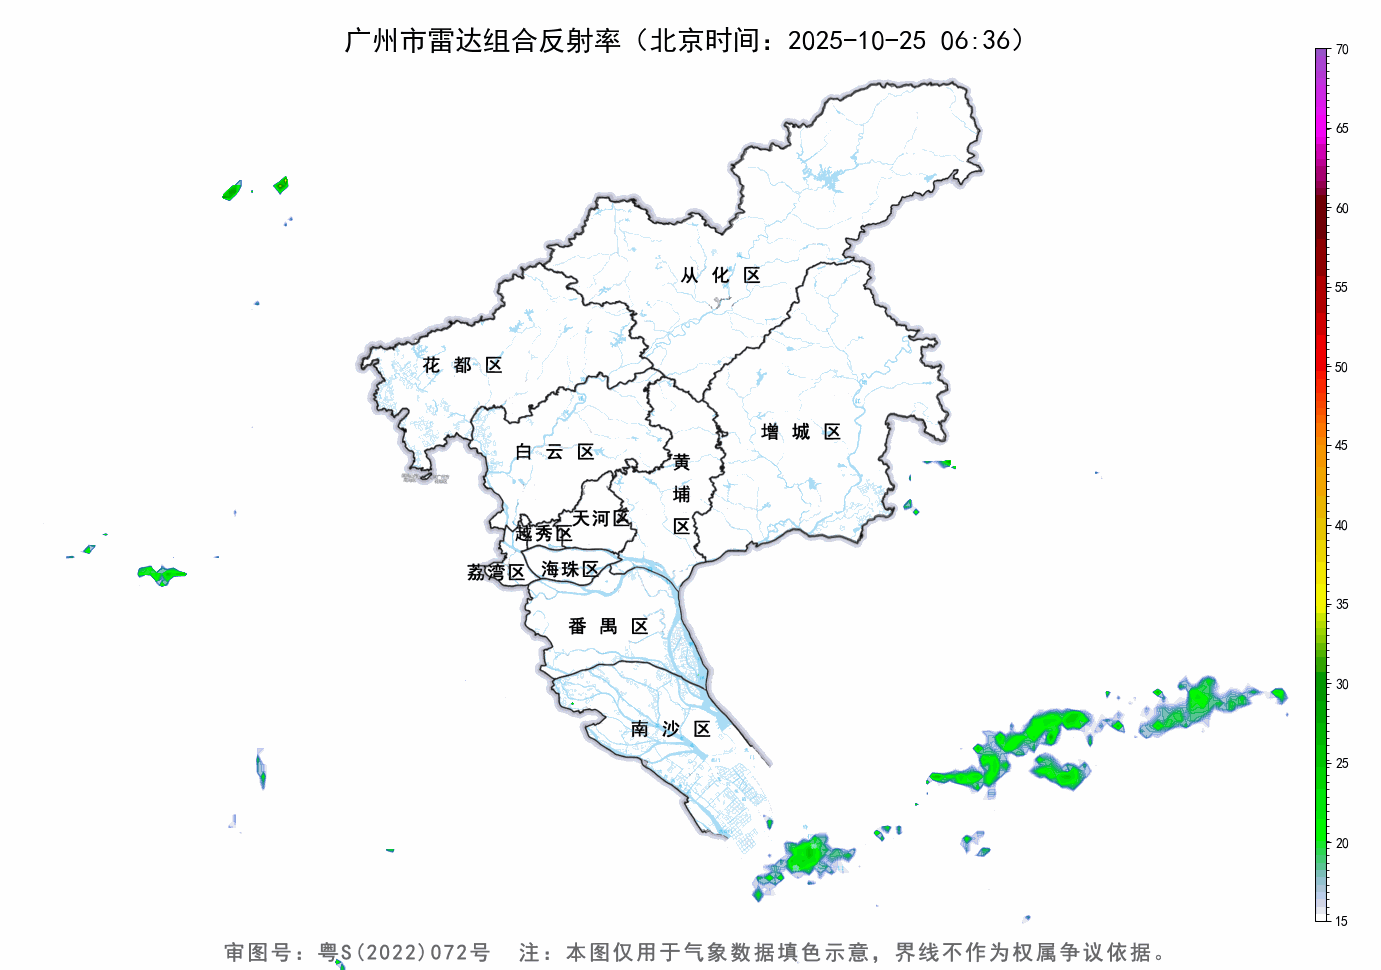 广州市雷达组合反射率（北京时间：2025-10-25 06:36）
70
65
60
55
50
45
40
35
30
25
20
15
从化区
花都区
增城区
白云区
黄埔区
天河区
越秀区
海珠区
荔湾区
番禺区
南沙区
审图号：粤S(2022)072号 注：本图仅用于气象数据填色示意，界线不作为权属争议依据。